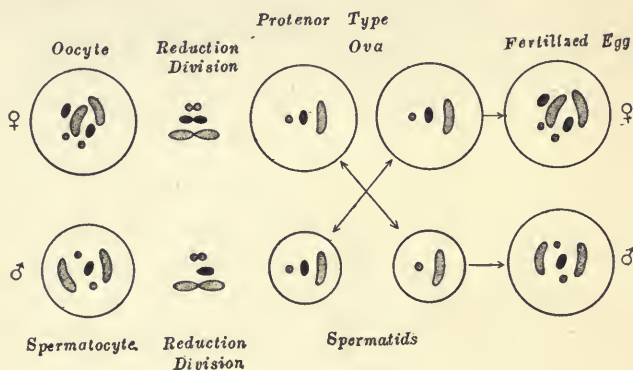 Protenor Type
Oocyte
Reduction
Division
Ova
Fertilized Egg
♀
♀
♂
♂
Spermatocyte.
Reduction
Division
Spermatids